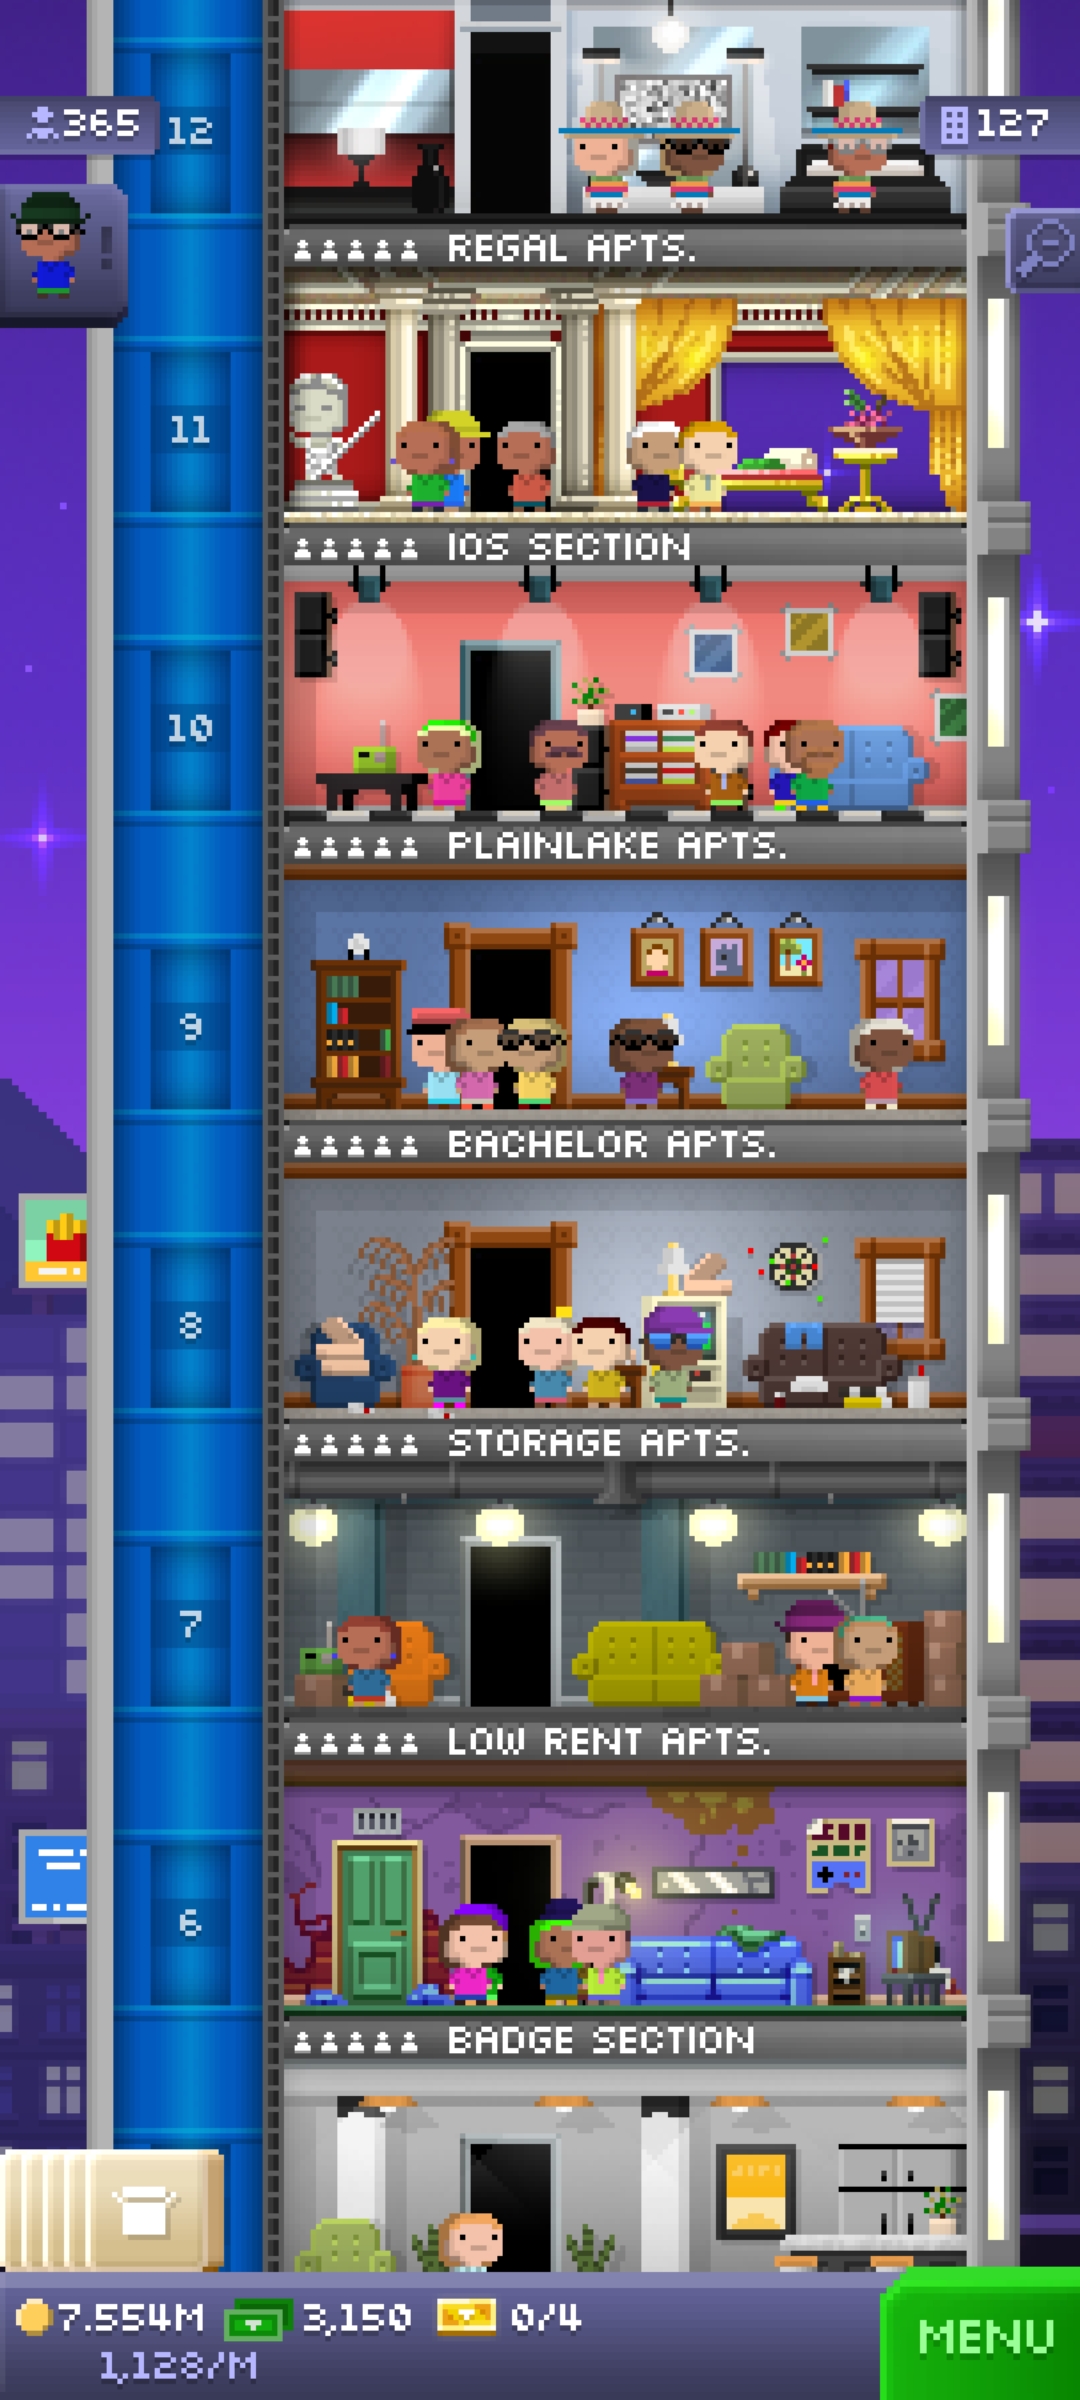 365
12
127
REGAL APTS.
11
IOS SECTION
10
PLAINLAKE APTS.
9
BACHELOR APTS.
8
STORAGE APTS.
7
LOW RENT APTS.
6
BADGE SECTION
7.554M 3,150 0/4
1,128/M
MENU